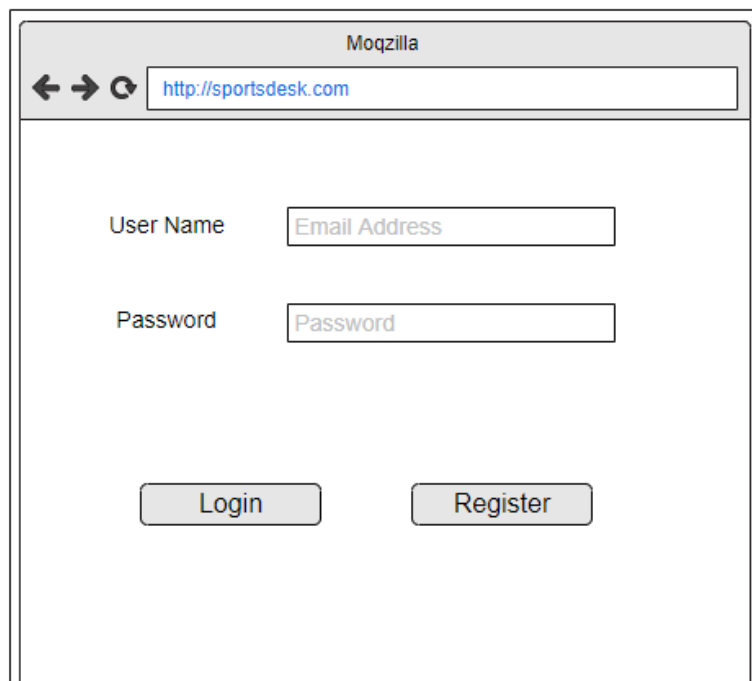 Moqzilla
http://sportsdesk.com
User Name Email Address
Password Password
Login Register